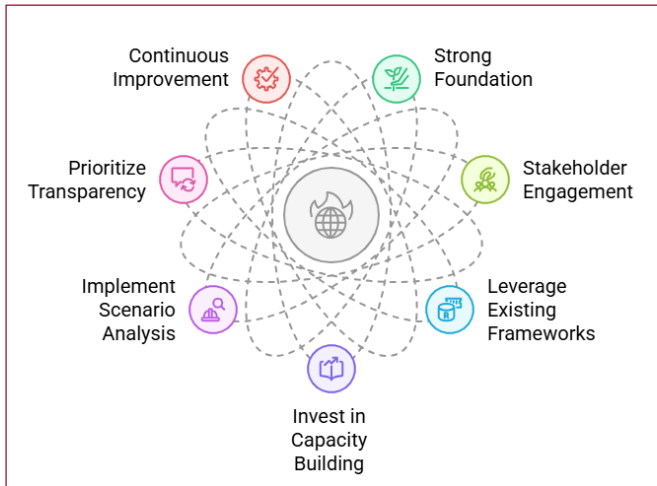 Continuous
Improvement
Strong
Foundation
Prioritize
Transparency
Stakeholder
Engagement
Implement
Scenario
Analysis
Leverage
Existing
Frameworks
Invest in
Capacity
Building